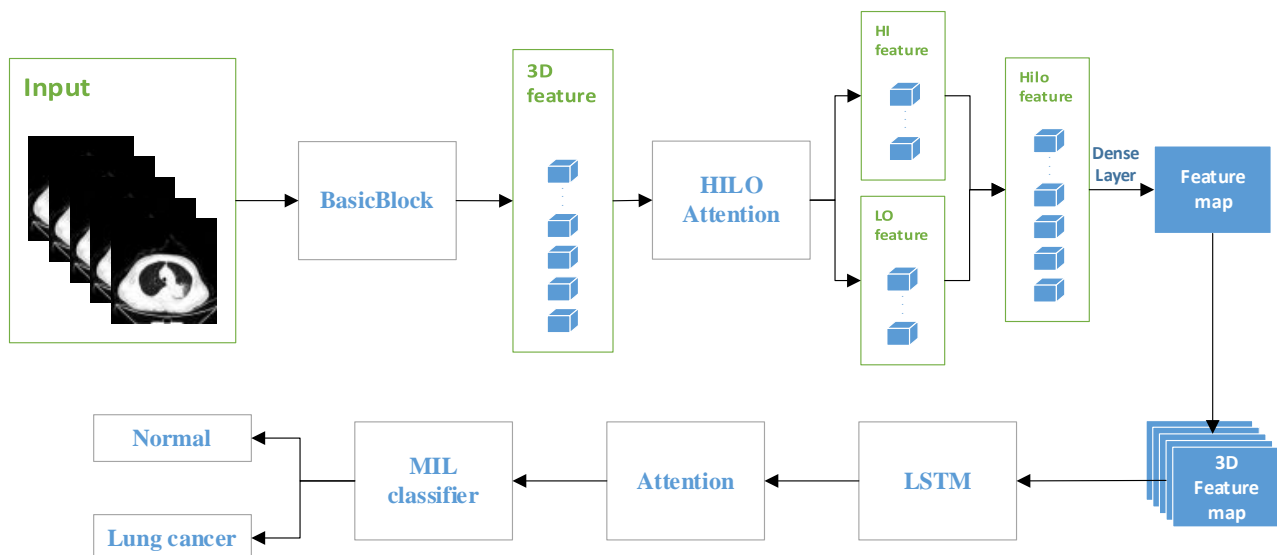 Input
BasicBlock
3D
feature
HILO
Attention
HI
feature
LO
feature
Hilo
feature
Dense
Layer
Feature
map
3D
Feature
map
LSTM
Attention
MIL
classifier
Normal
Lung cancer